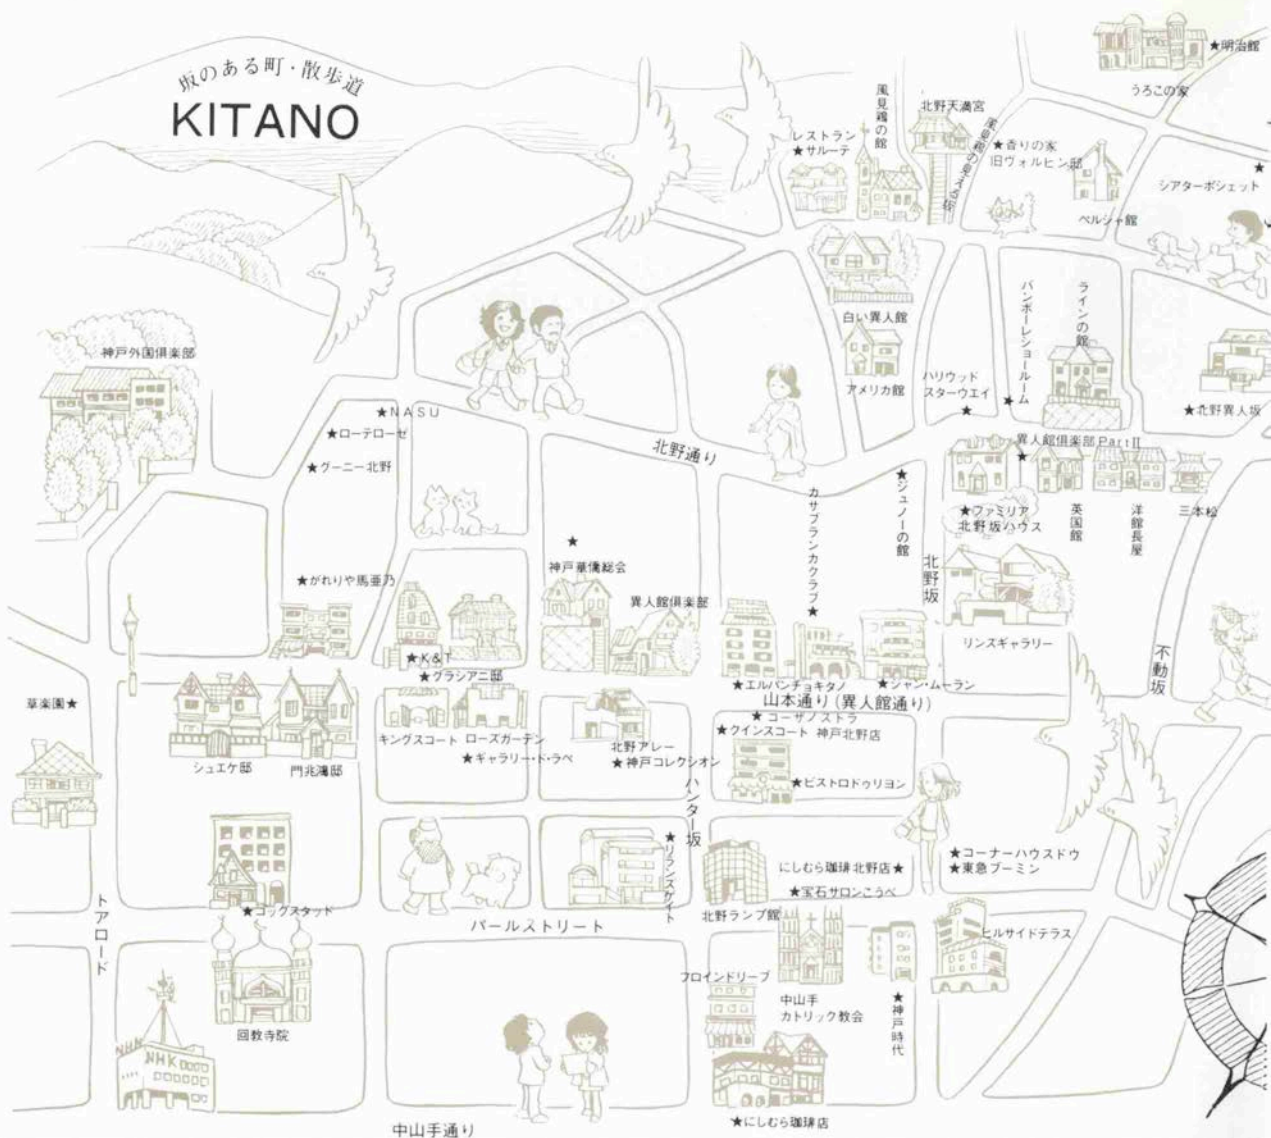 坂のある町・散歩道
KITANO
★明治館
うろこの家
風見鶏の館
北野天満宮
レストラン
★サルーテ
風見鶏の見える坂
★香りの家
旧ヴォルヒン邸
★
シアターポシェット
ペルシャ館
白い異人館
アメリカ館
バンボーレショールーム
★
ラインの館
ハリウッド
スターウエイ
★
★北野異人坂
神戸外国倶楽部
★NASU
★ローテローゼ
★グーニー北野
北野通り
異人館倶楽部PartⅡ
★
★ジュノーの館
カサブランカクラブ★
★ファミリア
北野坂ハウス
英国館
洋館長屋
三本松
北野坂
★がれりや馬亜乃
★
神戸華僑総会
異人館倶楽部
リンスギャラリー
不動坂
★K&T
★グラシアニ邸
★エルパンチョキタノ
★ジャン・ムーラン
山本通り(異人館通り)
草楽園★
シュエケ邸
門兆鴻邸
キングスコート
ローズガーデン
★ギャラリー・ド・ラペ
北野アレー
★神戸コレクシオン
★コーザノストラ
★クインスコート 神戸北野店
★ビストロドゥリヨン
ハンター坂
★リランズゲイト
にしむら珈琲北野店★
★宝石サロンこうべ
★コーナーハウスドウ
★東急ブーミン
トアロード
★コックスタッド
パールストリート
北野ランプ館
ヒルサイドテラス
フロインドリーブ
中山手
カトリック教会
★神戸時代
回教寺院
NHK
NHK
★にしむら珈琲店
中山手通り